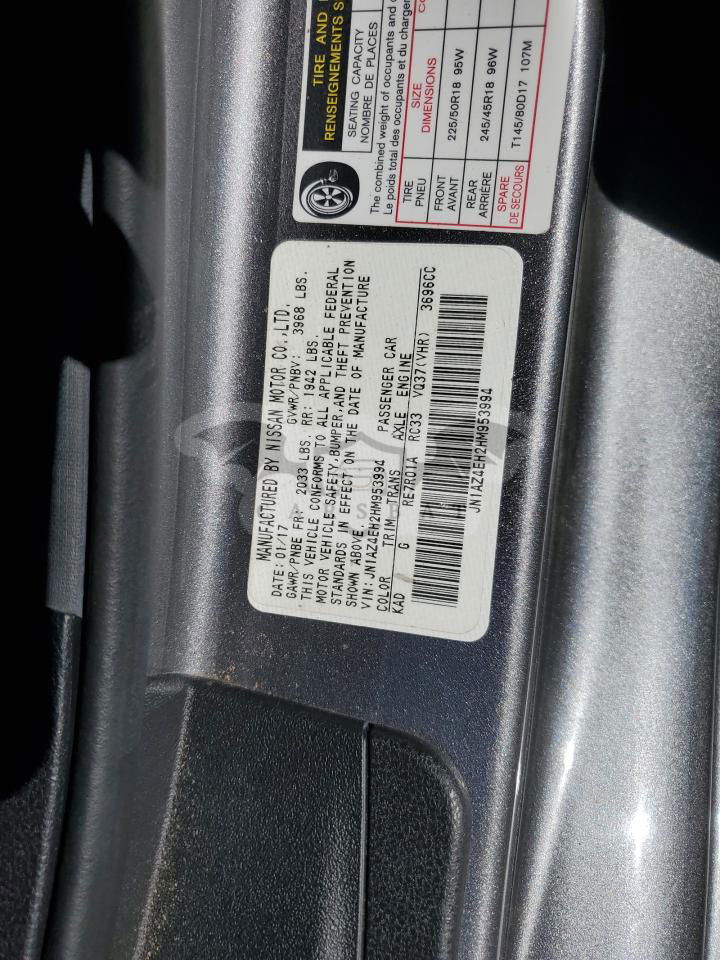 TIRE AND
RENSEIGNEMENTS S
SEATING CAPACITY
NOMBRE DE PLACES
The combined weight of occupants and
Le poids total des occupants et du
TIRE
PNEU
SIZE
DIMENSIONS
FRONT
AVANT
225/50R18 95W
REAR
ARRIÈRE
245/45R18 96W
SPARE
DE SECOURS
T145/80D17 107M
MANUFACTURED BY NISSAN MOTOR CO.,LTD.
DATE: 01/17 GVWR/PNBV: 3968 LBS.
GAWR/PNBE FR: 2033 LBS. RR: 1942 LBS.
THIS VEHICLE CONFORMS TO ALL APPLICABLE FEDERAL
MOTOR VEHICLE SAFETY,BUMPER,AND THEFT PREVENTION
STANDARDS IN EFFECT ON THE DATE OF MANUFACTURE
SHOWN ABOVE.
VIN: JN1AZ4EH2HM953994 PASSENGER CAR
COLOR TRIM TRANS AXLE ENGINE
KAD G RE7R01A RC33 VQ37(VHR) 3696CC
JN1AZ4EH2HM953994